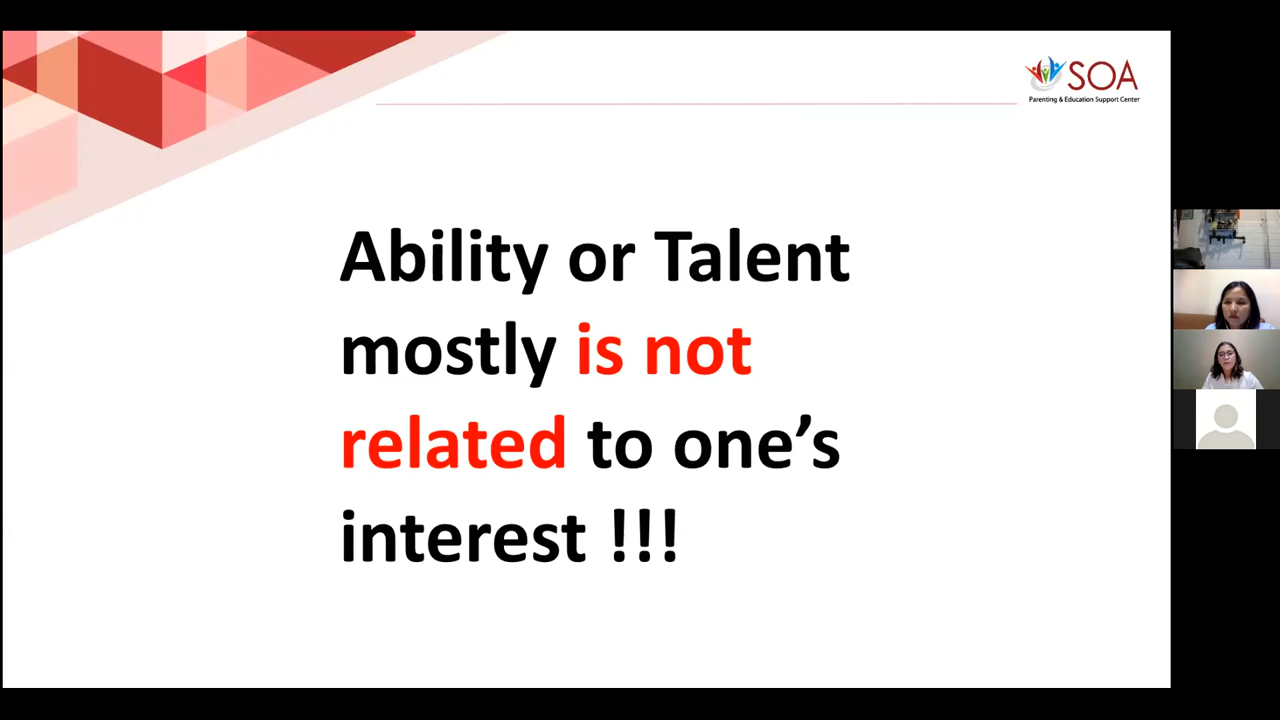 SOA
Parenting & Education Support Center
Ability or Talent
mostly is not
related to one’s
interest !!!